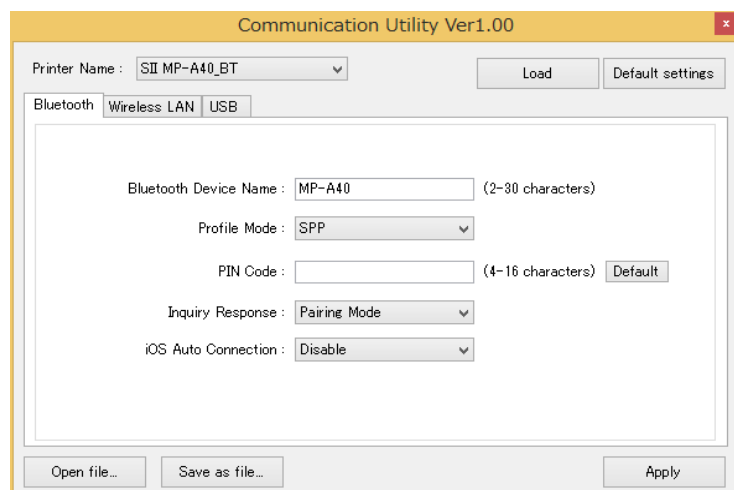 Communication Utility Ver1.00
x
Printer Name : SII MP-A40_BT Load Default settings
Bluetooth Wireless LAN USB
Bluetooth Device Name : MP-A40 (2-30 characters)
Profile Mode : SPP
PIN Code : (4-16 characters) Default
Inquiry Response : Pairing Mode
iOS Auto Connection : Disable
Open file... Save as file... Apply